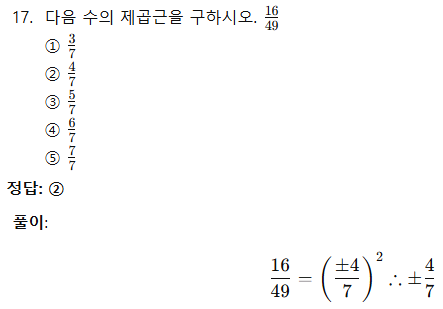 17. 다음 수의 제곱근을 구하시오. 16/49
① 3/7
② 4/7
③ 5/7
④ 6/7
⑤ 7/7
정답: ②
풀이:
16/49 = (±4/7)² ∴ ±4/7